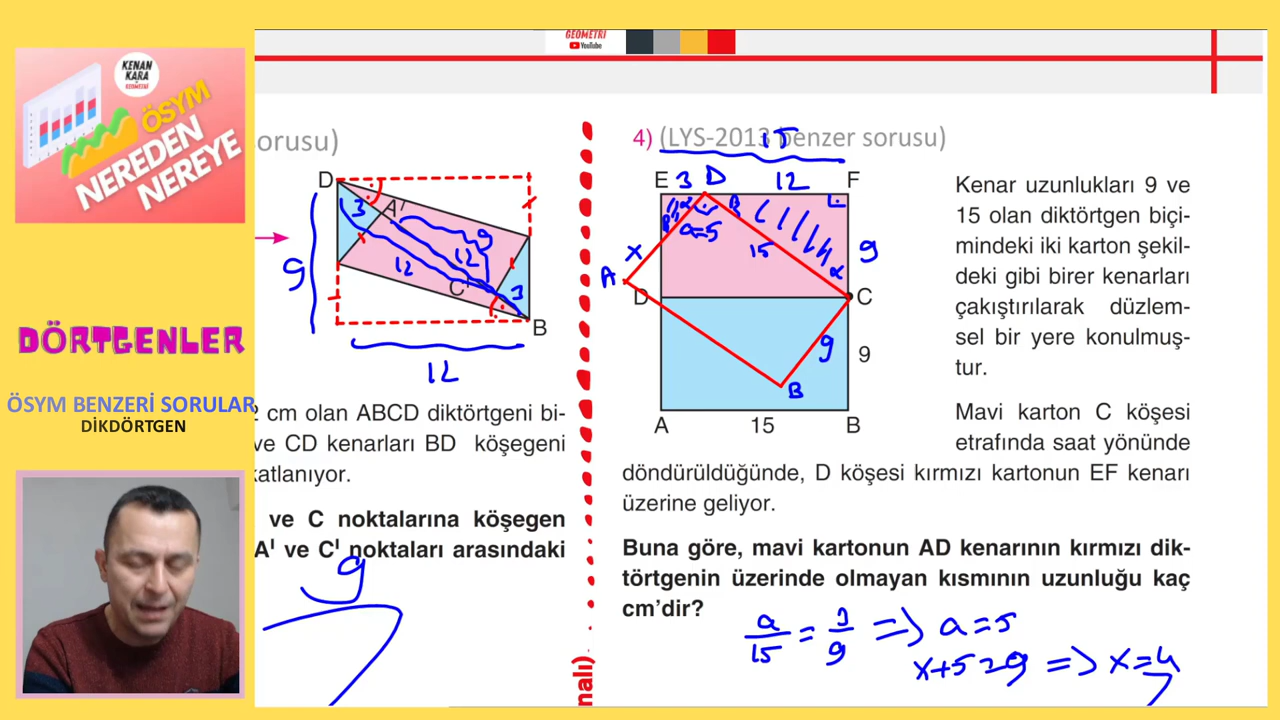 GEOMETRI
YouTube
KENAN
KARA
GEOMETRİ
ÖSYM
NEREDEN
NEREYE
DÖRTGENLER
ÖSYM BENZERİ SORULAR
DİKDÖRTGEN
orusu)
D
3
A'
9
12
12
C'
3
B
9
12
2 cm olan ABCD diktörtgeni bi-
ve CD kenarları BD köşegeni
katlanıyor.
ve C noktalarına köşegen
A' ve C' noktaları arasındaki
9
nalı)
4) (LYS-2013 benzer sorusu)
15
E 3 D 12 F
α B
B a=5
15
α
9
x
A
D
C
9
9
B
A 15 B
Kenar uzunlukları 9 ve
15 olan diktörtgen biçi-
mindeki iki karton şekil-
deki gibi birer kenarları
çakıştırılarak düzlem-
sel bir yere konulmuş-
tur.
Mavi karton C köşesi
etrafında saat yönünde
döndürüldüğünde, D köşesi kırmızı kartonun EF kenarı
üzerine geliyor.
Buna göre, mavi kartonun AD kenarının kırmızı dik-
törtgenin üzerinde olmayan kısmının uzunluğu kaç
cm'dir?
a/15 = 3/9 => a=5
x+5=9 => x=4